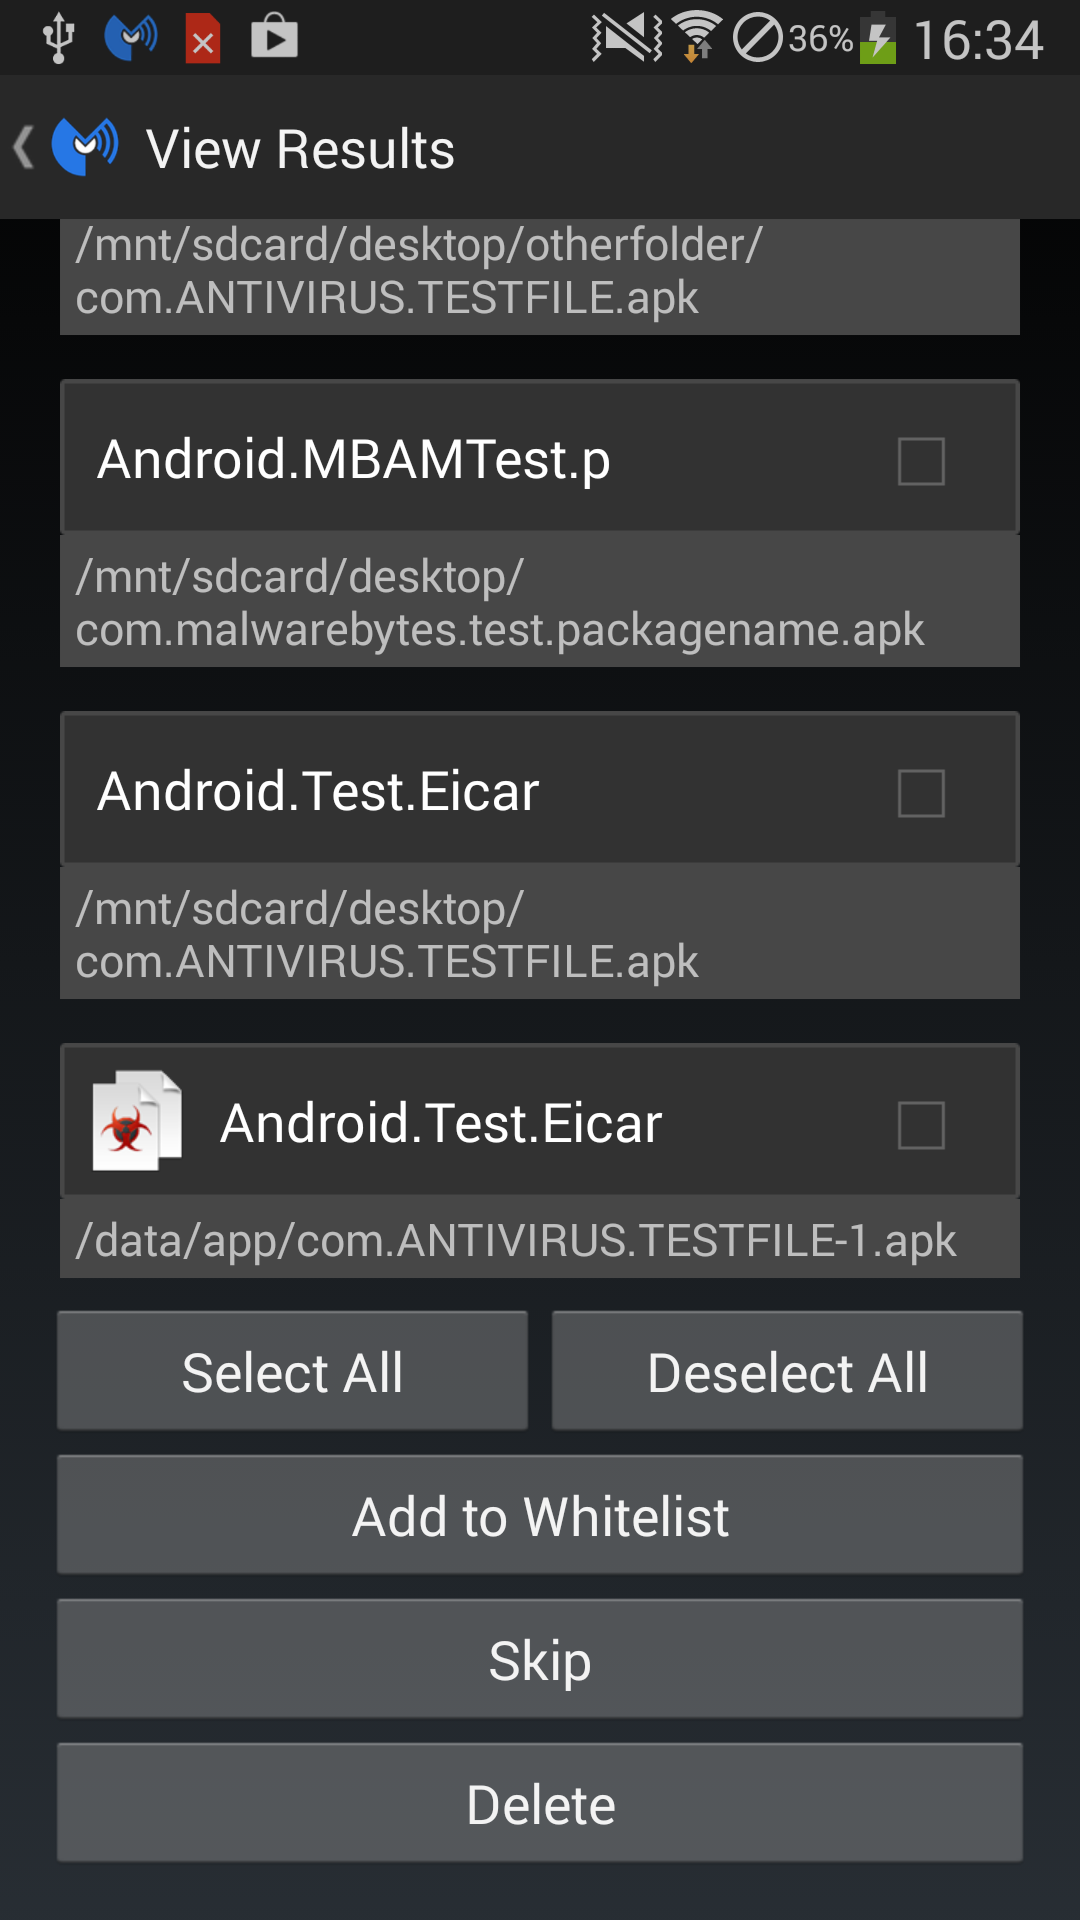 36% 16:34
View Results
/mnt/sdcard/desktop/otherfolder/
com.ANTIVIRUS.TESTFILE.apk
Android.MBAMTest.p
/mnt/sdcard/desktop/
com.malwarebytes.test.packagename.apk
Android.Test.Eicar
/mnt/sdcard/desktop/
com.ANTIVIRUS.TESTFILE.apk
Android.Test.Eicar
/data/app/com.ANTIVIRUS.TESTFILE-1.apk
Select All Deselect All
Add to Whitelist
Skip
Delete